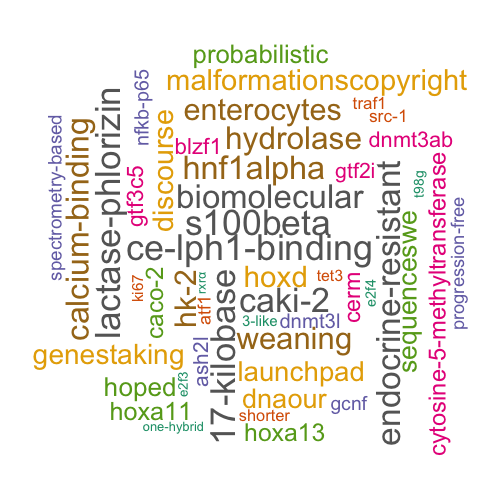 probabilistic
malformationscopyright
enterocytes
traf1
src-1
hydrolase
dnmt3ab
blzf1
hnf1alpha
gtf2i
biomolecular
s100beta
ce-lph1-binding
hoxd
tet3
caki-2
3-like
dnmt3l
weaning
genestaking
launchpad
hoped
dnaour
gcnf
hoxa11
shorter
one-hybrid
hoxa13
spectrometry-based
calcium-binding
lactase-phlorizin
nfkb-p65
gtf3c5
discourse
ki67
caco-2
hk-2
atf1
rxrα
e2f3
ash2l
17-kilobase
cerm
e2f4
endocrine-resistant
sequenceswe
t98g
cytosine-5-methyltransferase
progression-free